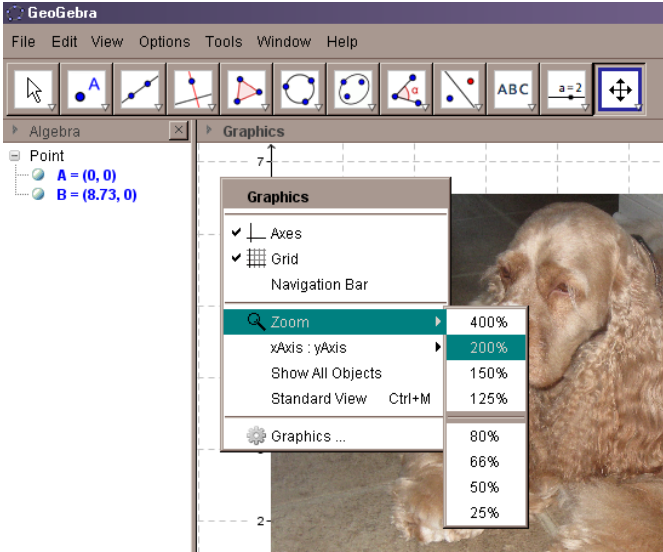 GeoGebra
File Edit View Options Tools Window Help
A α ABC a=2
Algebra Graphics
Point
A = (0, 0)
B = (8.73, 0)
7
Graphics
Axes
Grid
Navigation Bar
Zoom
xAxis : yAxis
Show All Objects
Standard View Ctrl+M
Graphics ...
400%
200%
150%
125%
80%
66%
50%
25%
2